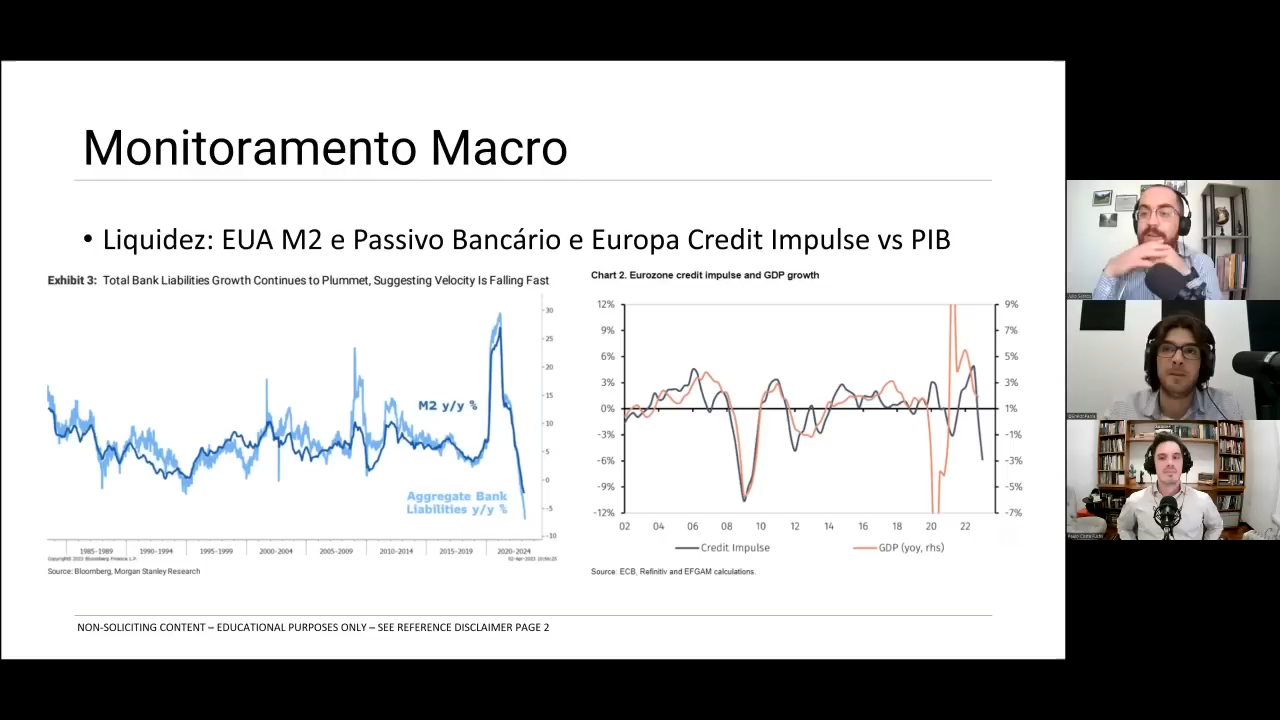 Monitoramento Macro
• Liquidez: EUA M2 e Passivo Bancário e Europa Credit Impulse vs PIB
Exhibit 3: Total Bank Liabilities Growth Continues to Plummet, Suggesting Velocity Is Falling Fast
30
25
20
15
10
5
0
-5
-10
M2 y/y %
Aggregate Bank
Liabilities y/y %
1985-1989 1990-1994 1995-1999 2000-2004 2005-2009 2010-2014 2015-2019 2020-2024
Copyright© 2023 Bloomberg Finance L.P.
Source: Bloomberg, Morgan Stanley Research
Chart 2. Eurozone credit impulse and GDP growth
12% 9%
9% 7%
6% 5%
3% 3%
0% 1%
-3% -1%
-6% -3%
-9% -5%
-12% -7%
02 04 06 08 10 12 14 16 18 20 22
Credit Impulse GDP (yoy, rhs)
Source: ECB, Refinitiv and EFGAM calculations.
NON-SOLICITING CONTENT – EDUCATIONAL PURPOSES ONLY – SEE REFERENCE DISCLAIMER PAGE 2